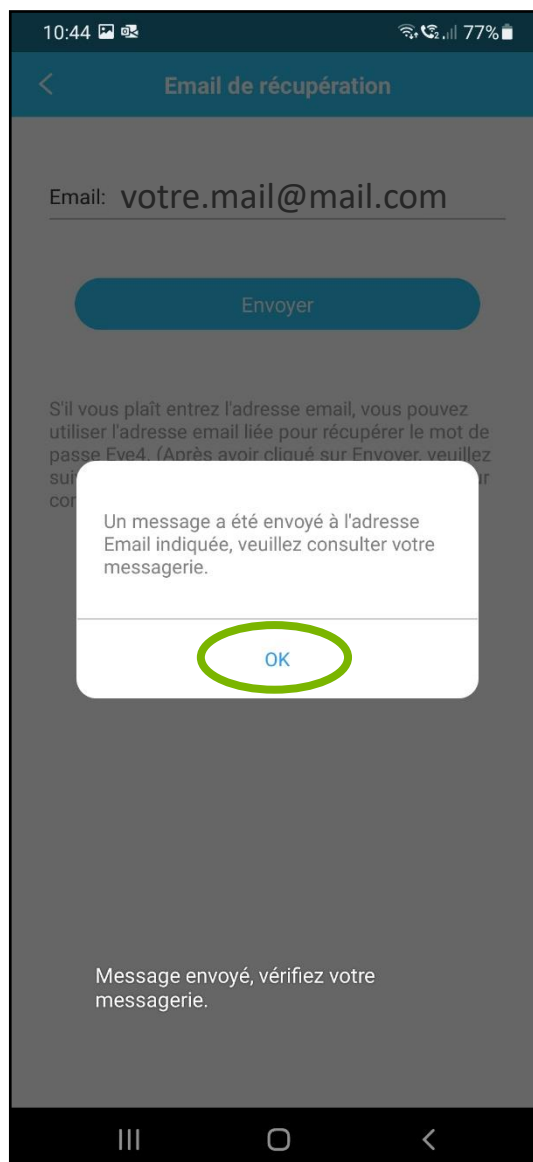 10:44 77%
Email de récupération
Email: votre.mail@mail.com
Envoyer
S'il vous plaît entrez l'adresse email, vous pouvez
utiliser l'adresse email liée pour récupérer le mot de
passe Eye4. (Après avoir cliqué sur Envoyer, veuillez
Un message a été envoyé à l'adresse
Email indiquée, veuillez consulter votre
messagerie.
OK
Message envoyé, vérifiez votre
messagerie.